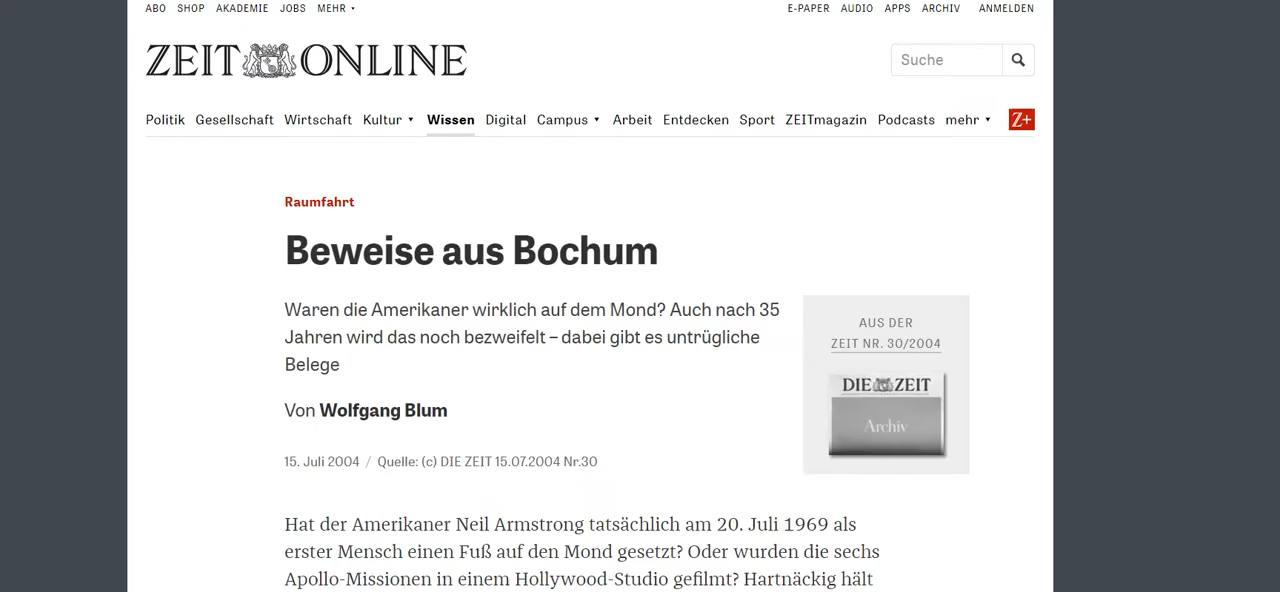 ABO SHOP AKADEMIE JOBS MEHR
E-PAPER AUDIO APPS ARCHIV ANMELDEN
ZEIT ONLINE
Suche
Politik Gesellschaft Wirtschaft Kultur Wissen Digital Campus Arbeit Entdecken Sport ZEITmagazin Podcasts mehr Z+
Raumfahrt
Beweise aus Bochum
Waren die Amerikaner wirklich auf dem Mond? Auch nach 35
Jahren wird das noch bezweifelt – dabei gibt es untrügliche
Belege
Von Wolfgang Blum
15. Juli 2004 / Quelle: (c) DIE ZEIT 15.07.2004 Nr.30
AUS DER
ZEIT NR. 30/2004
DIE ZEIT
Archiv
Hat der Amerikaner Neil Armstrong tatsächlich am 20. Juli 1969 als
erster Mensch einen Fuß auf den Mond gesetzt? Oder wurden die sechs
Apollo-Missionen in einem Hollywood-Studio gefilmt? Hartnäckig hält